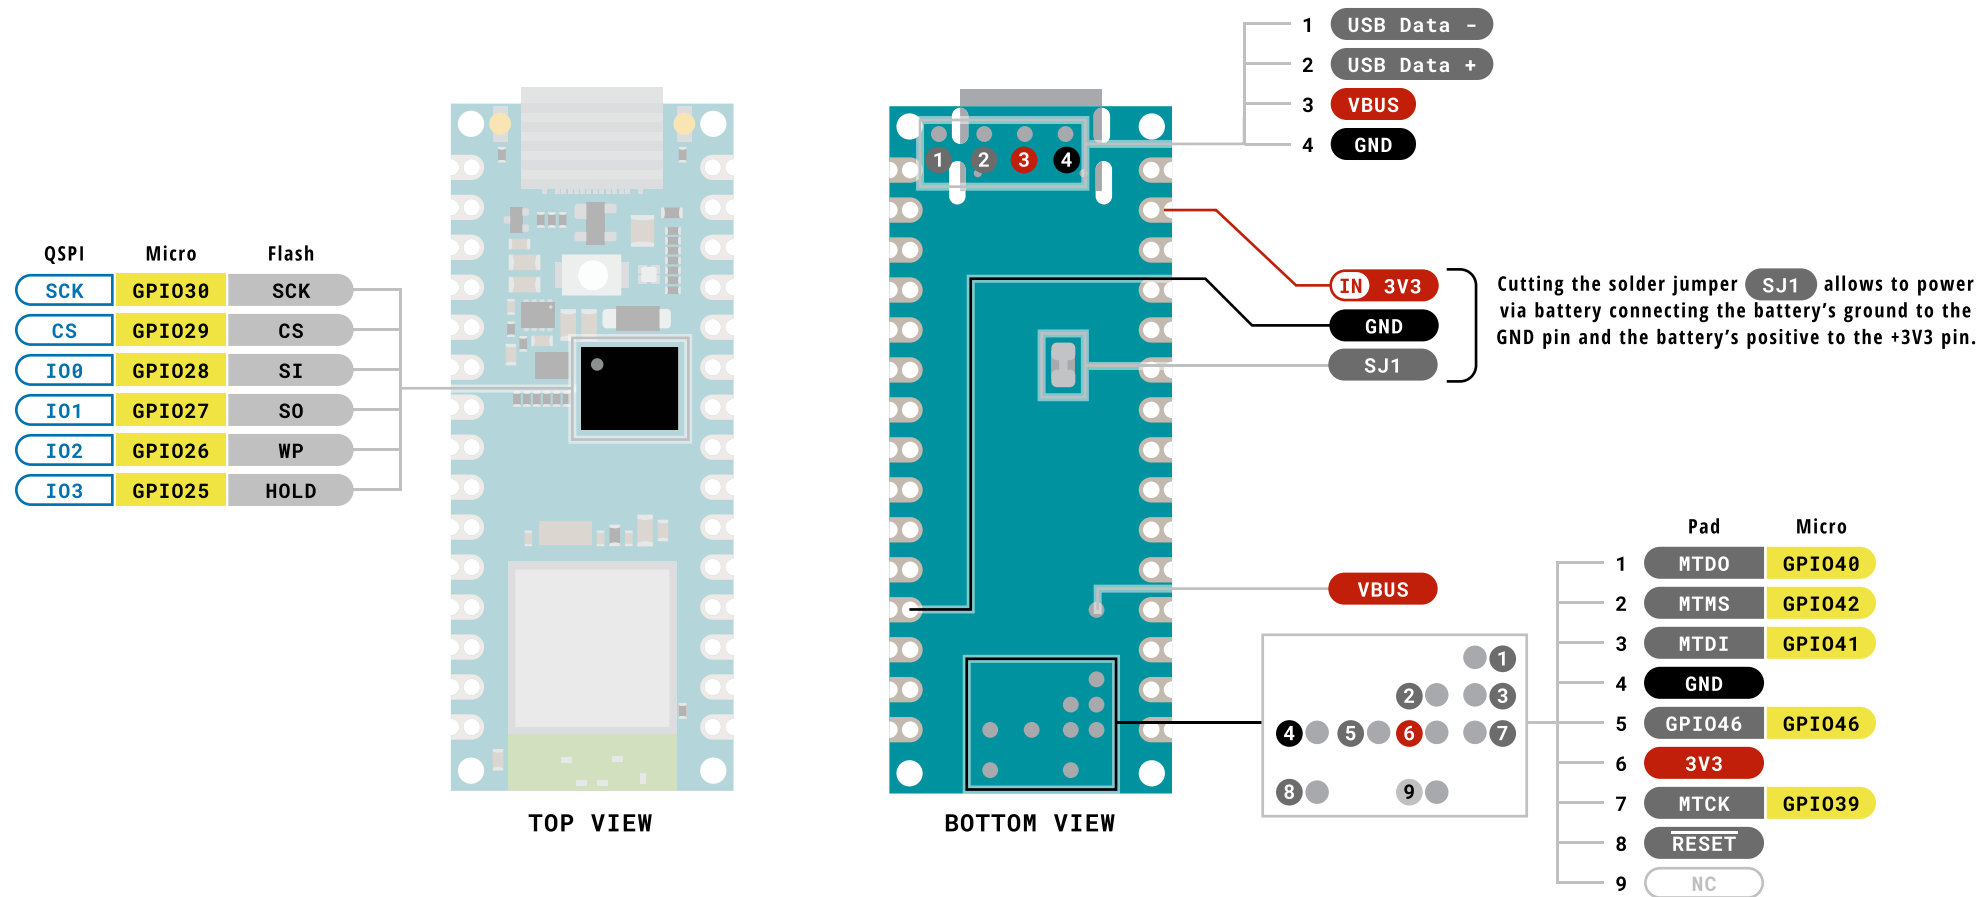 1 USB Data -
2 USB Data +
3 VBUS
4 GND
1 2 3 4
QSPI Micro Flash
SCK GPIO30 SCK
CS GPIO29 CS
IO0 GPIO28 SI
IO1 GPIO27 SO
IO2 GPIO26 WP
IO3 GPIO25 HOLD
IN 3V3
GND
SJ1
Cutting the solder jumper SJ1 allows to power
via battery connecting the battery's ground to the
GND pin and the battery's positive to the +3V3 pin.
VBUS
Pad Micro
1 MTDO GPIO40
2 MTMS GPIO42
3 MTDI GPIO41
4 GND
5 GPIO46 GPIO46
6 3V3
7 MTCK GPIO39
8 RESET
9 NC
1
2 3
4 5 6 7
8 9
TOP VIEW
BOTTOM VIEW